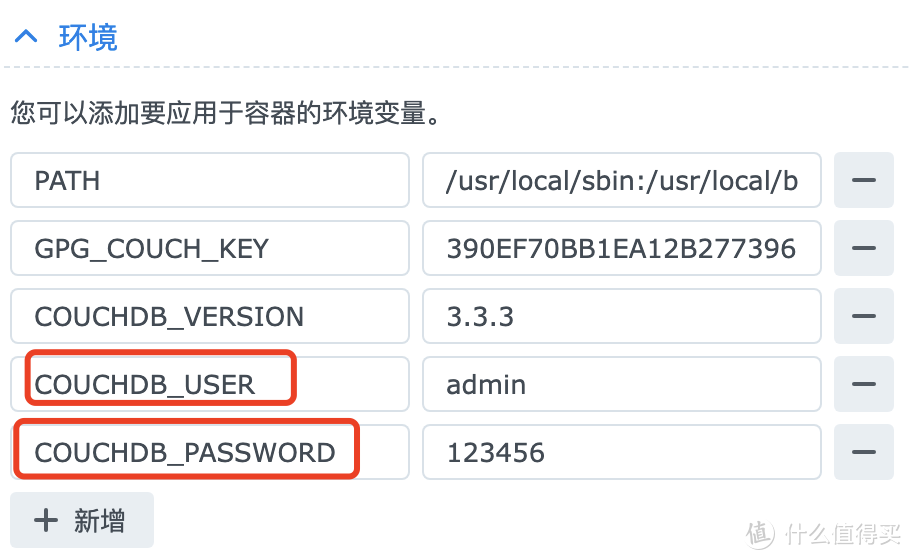 环境
您可以添加要应用于容器的环境变量。
PATH /usr/local/sbin:/usr/local/b
GPG_COUCH_KEY 390EF70BB1EA12B277396
COUCHDB_VERSION 3.3.3
COUCHDB_USER admin
COUCHDB_PASSWORD 123456
新增
值 什么值得买